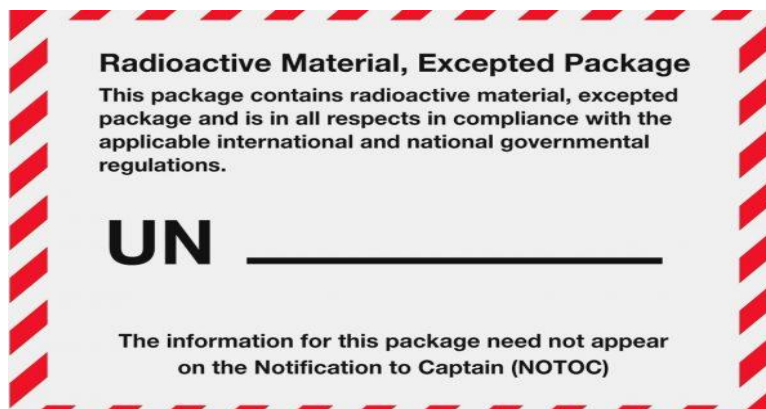 Radioactive Material, Excepted Package
This package contains radioactive material, excepted
package and is in all respects in compliance with the
applicable international and national governmental
regulations.
UN
The information for this package need not appear
on the Notification to Captain (NOTOC)